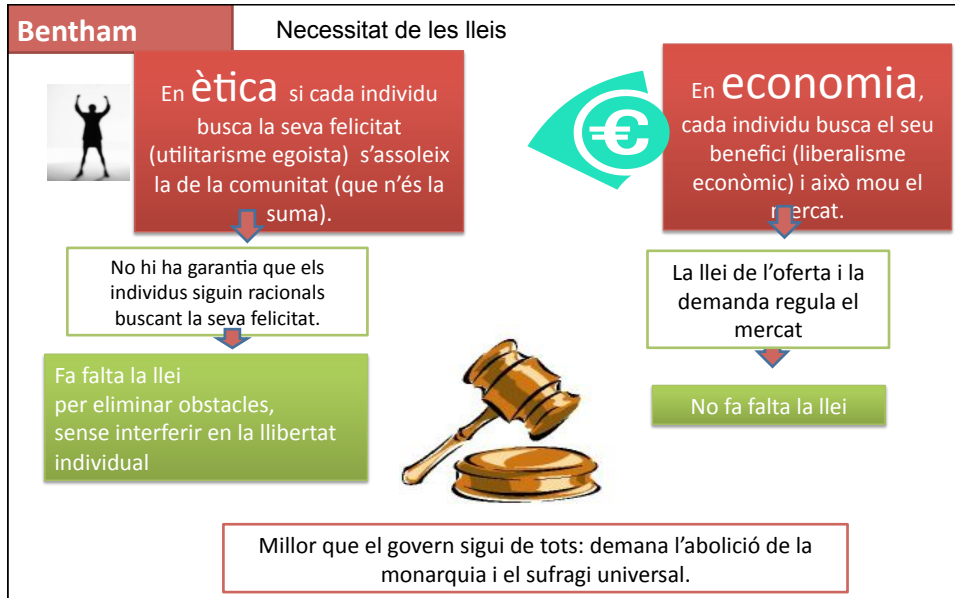 Bentham
Necessitat de les lleis
En ètica si cada individu
busca la seva felicitat
(utilitarisme egoista) s'assoleix
la de la comunitat (que n'és la
suma).
No hi ha garantia que els
individus siguin racionals
buscant la seva felicitat.
Fa falta la llei
per eliminar obstacles,
sense interferir en la llibertat
individual
€
En economia,
cada individu busca el seu
benefici (liberalisme
econòmic) i això mou el
mercat.
La llei de l'oferta i la
demanda regula el
mercat
No fa falta la llei
Millor que el govern sigui de tots: demana l'abolició de la
monarquia i el sufragi universal.